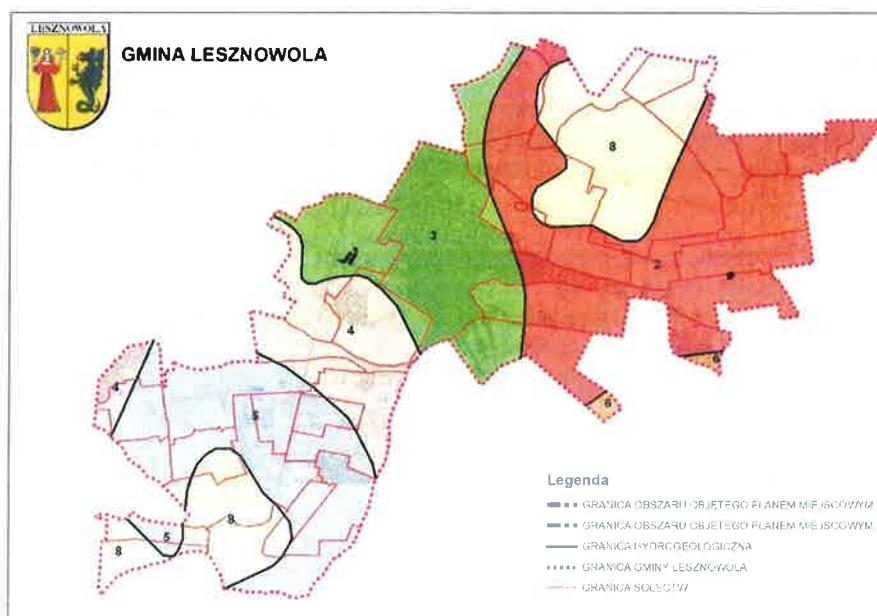 LESZNOWOLA
GMINA LESZNOWOLA
8
3
2
4
6
6
4
5
8
5
8
Legenda
GRANICA OBSZARU OBJĘTEGO PLANEM MIEJSCOWYM
GRANICA OBSZARU OBJĘTEGO PLANEM MIEJSCOWYM
GRANICA HYDROGEOLOGICZNA
GRANICA GMINY LESZNOWOLA
GRANICA SOŁECTW